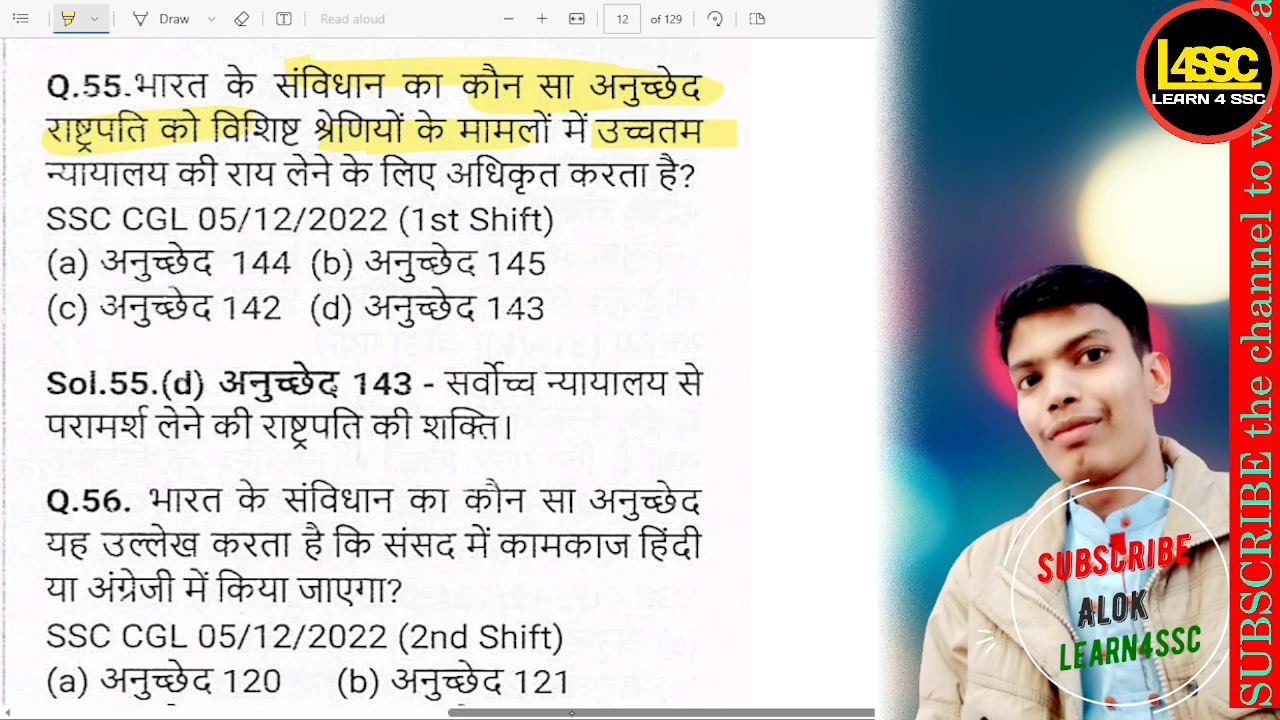 Draw
Read aloud
12 of 129
Q.55.भारत के संविधान का कौन सा अनुच्छेद
राष्ट्रपति को विशिष्ट श्रेणियों के मामलों में उच्चतम
न्यायालय की राय लेने के लिए अधिकृत करता है?
SSC CGL 05/12/2022 (1st Shift)
(a) अनुच्छेद 144 (b) अनुच्छेद 145
(c) अनुच्छेद 142 (d) अनुच्छेद 143
Sol.55.(d) अनुच्छेद 143 - सर्वोच्च न्यायालय से
परामर्श लेने की राष्ट्रपति की शक्ति।
Q.56. भारत के संविधान का कौन सा अनुच्छेद
यह उल्लेख करता है कि संसद में कामकाज हिंदी
या अंग्रेजी में किया जाएगा?
SSC CGL 05/12/2022 (2nd Shift)
(a) अनुच्छेद 120 (b) अनुच्छेद 121
L4SSC
LEARN 4 SSC
SUBSCRIBE
ALOK
LEARN4SSC
SUBSCRIBE the channel to